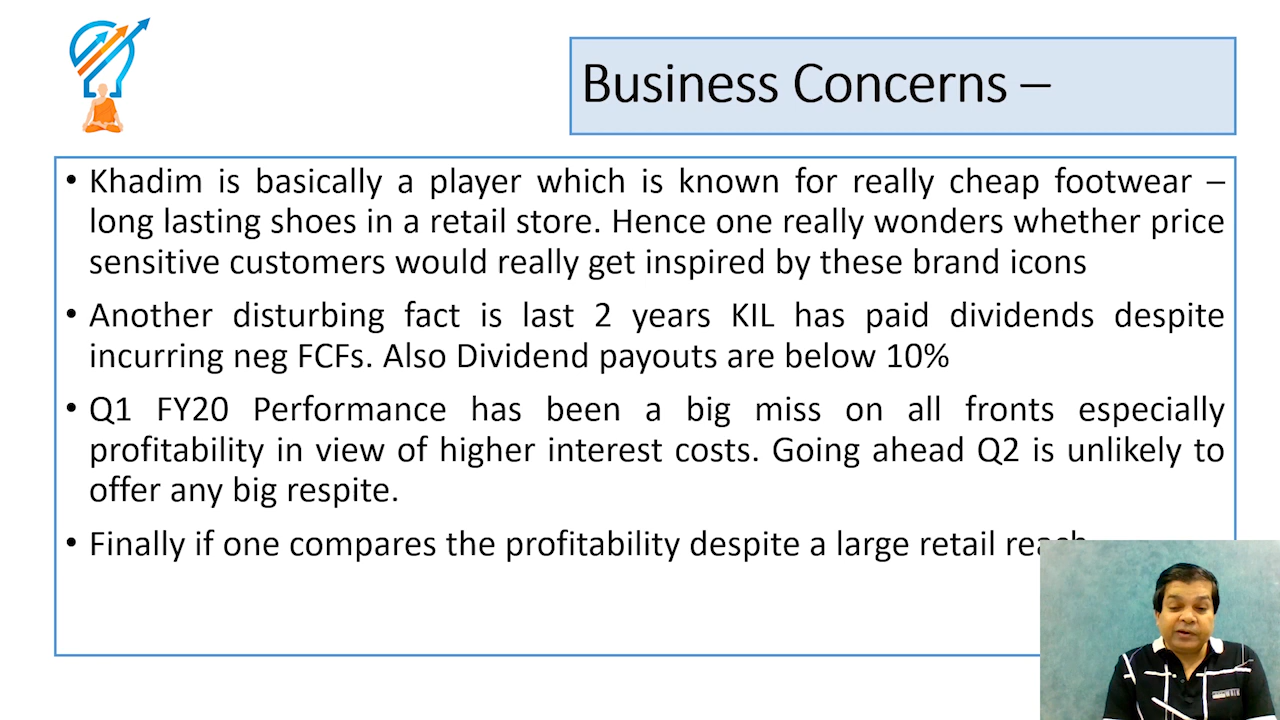 Business Concerns –
• Khadim is basically a player which is known for really cheap footwear –
long lasting shoes in a retail store. Hence one really wonders whether price
sensitive customers would really get inspired by these brand icons
• Another disturbing fact is last 2 years KIL has paid dividends despite
incurring neg FCFs. Also Dividend payouts are below 10%
• Q1 FY20 Performance has been a big miss on all fronts especially
profitability in view of higher interest costs. Going ahead Q2 is unlikely to
offer any big respite.
• Finally if one compares the profitability despite a large retail reach